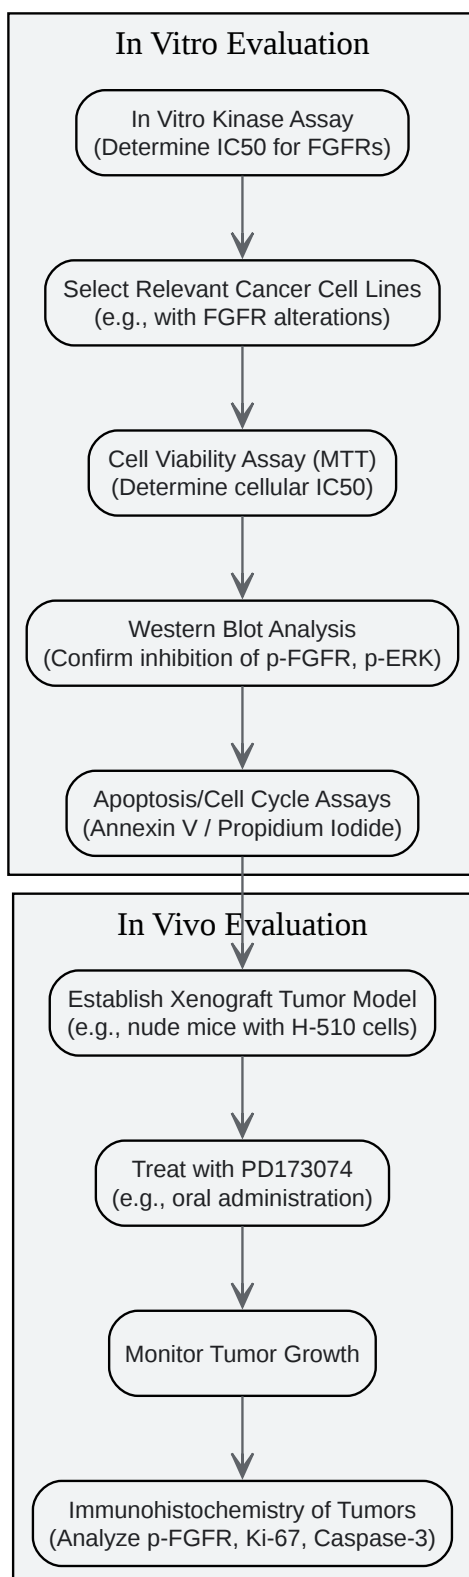 In Vitro Evaluation
In Vitro Kinase Assay
(Determine IC50 for FGFRs)
Select Relevant Cancer Cell Lines
(e.g., with FGFR alterations)
Cell Viability Assay (MTT)
(Determine cellular IC50)
Western Blot Analysis
(Confirm inhibition of p-FGFR, p-ERK)
Apoptosis/Cell Cycle Assays
(Annexin V / Propidium Iodide)
In Vivo Evaluation
Establish Xenograft Tumor Model
(e.g., nude mice with H-510 cells)
Treat with PD173074
(e.g., oral administration)
Monitor Tumor Growth
Immunohistochemistry of Tumors
(Analyze p-FGFR, Ki-67, Caspase-3)